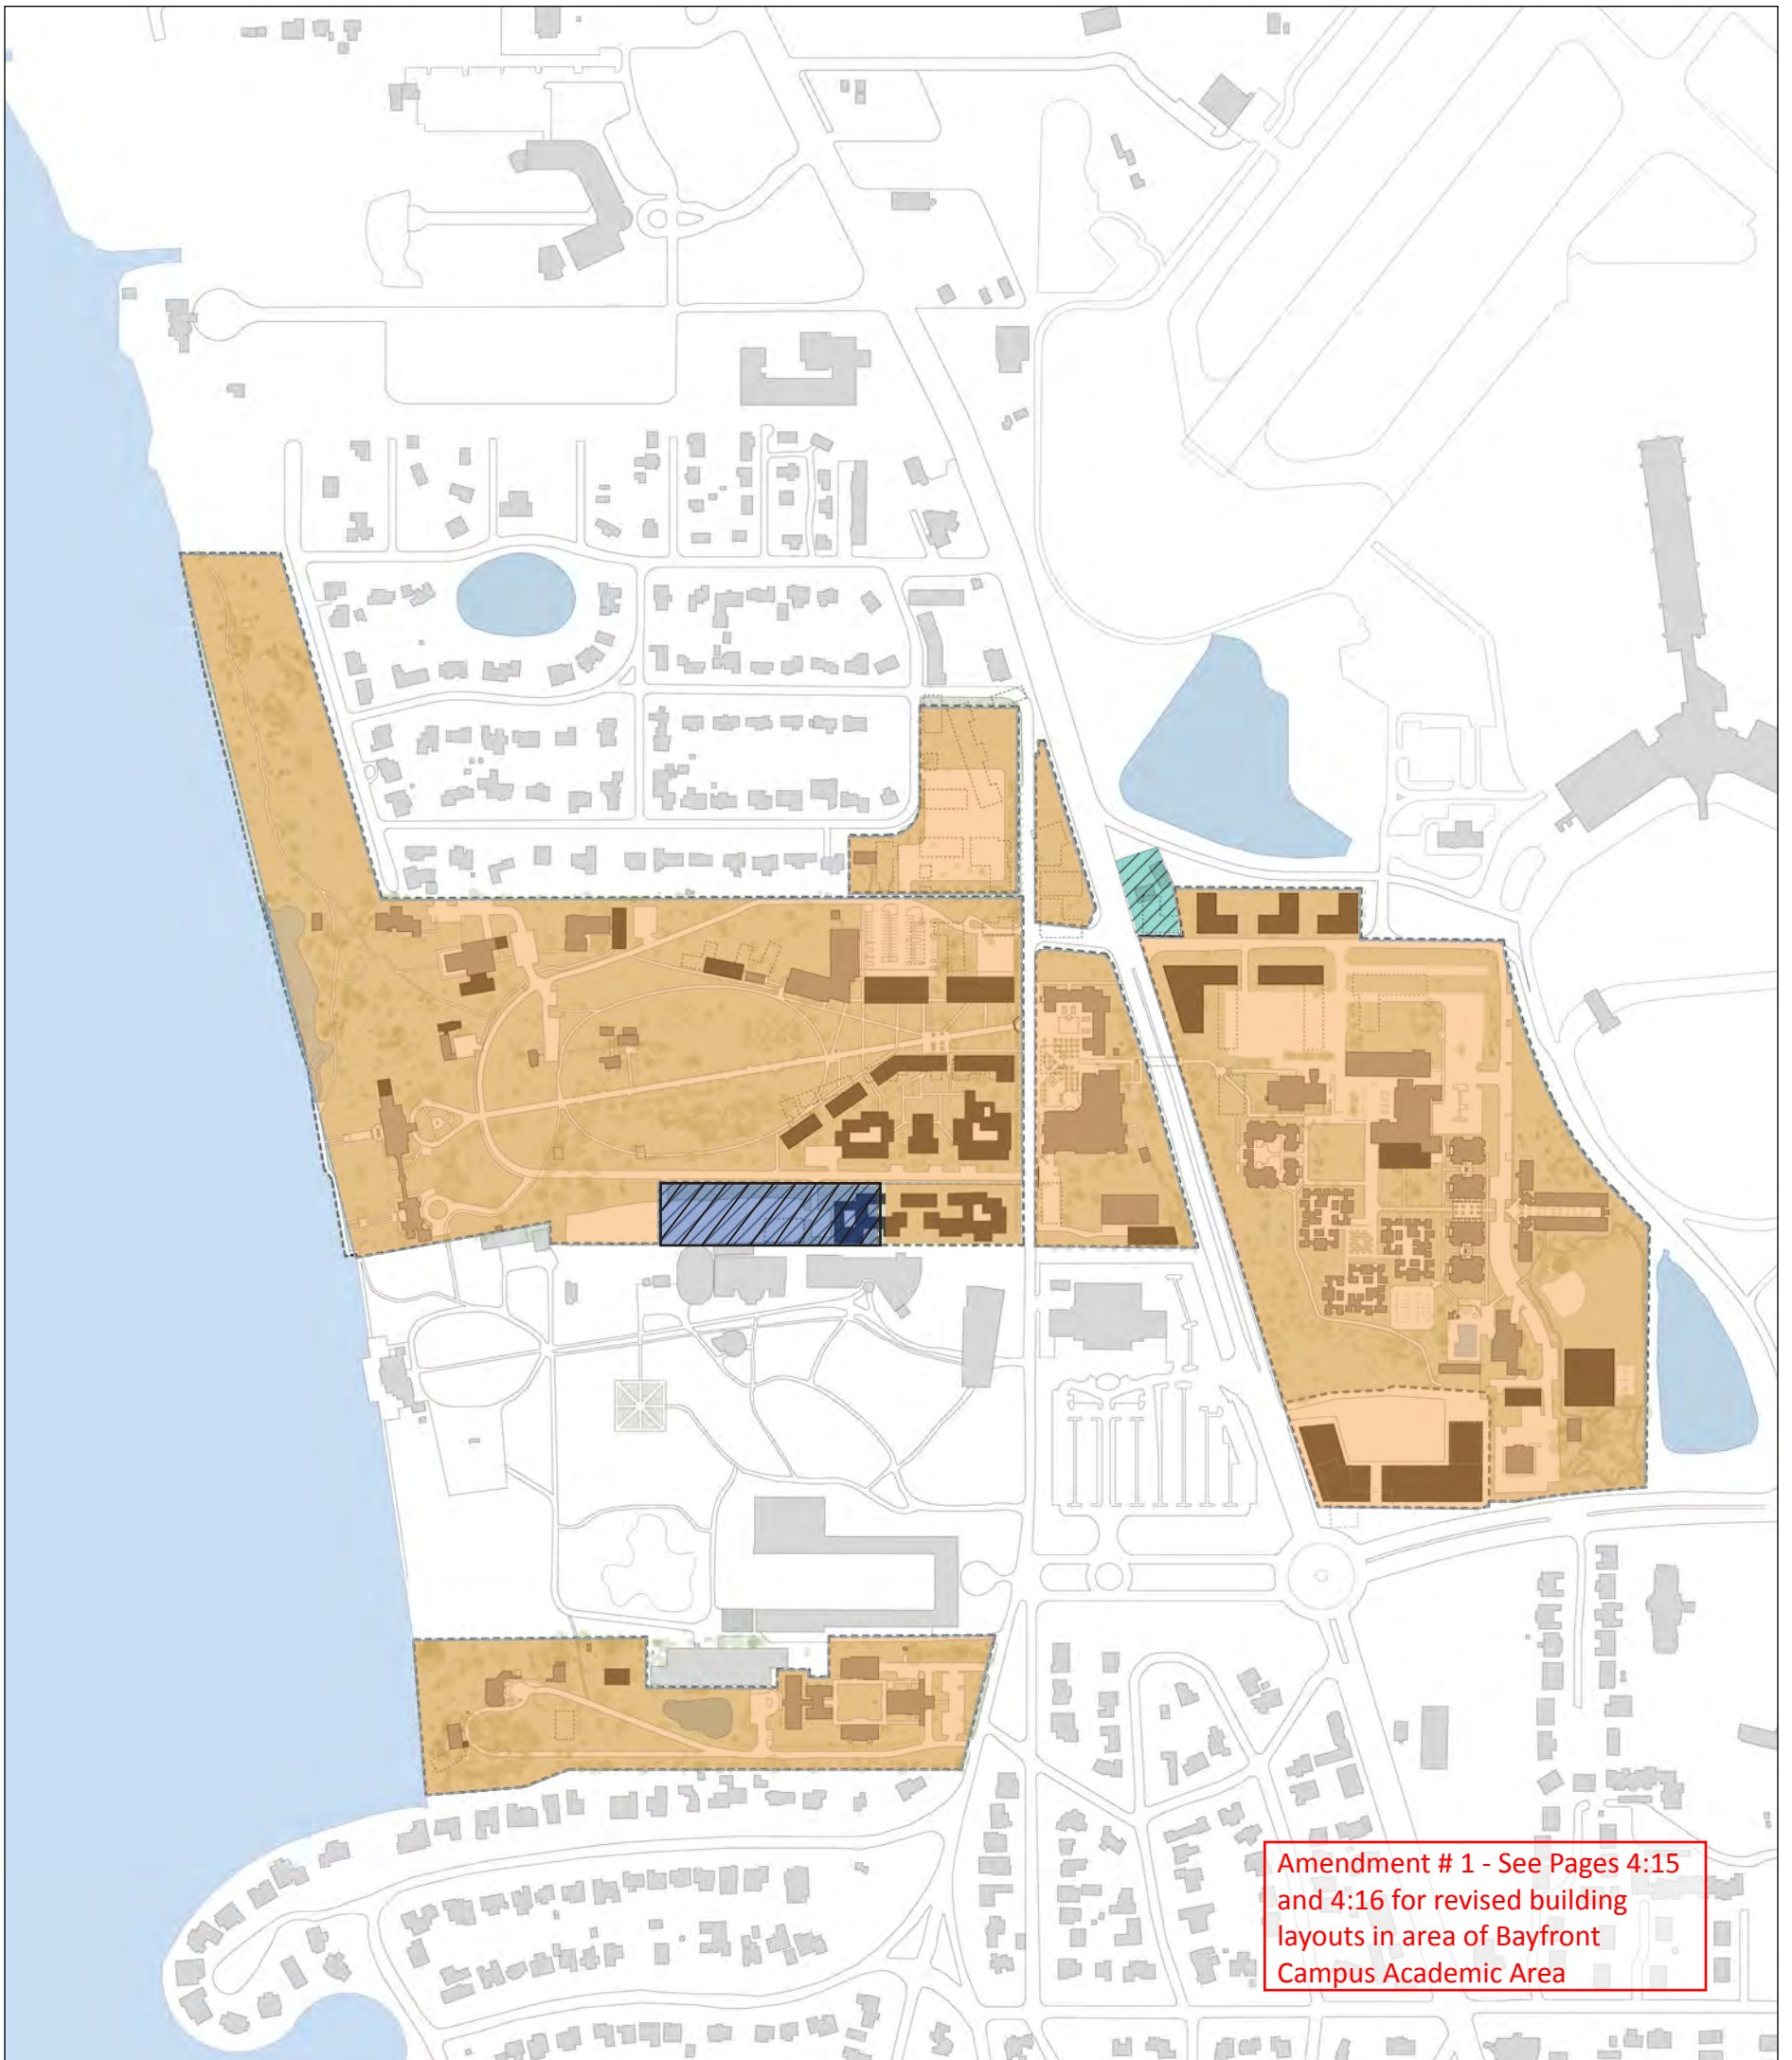 Amendment # 1 - See Pages 4:15
and 4:16 for revised building
layouts in area of Bayfront
Campus Academic Area